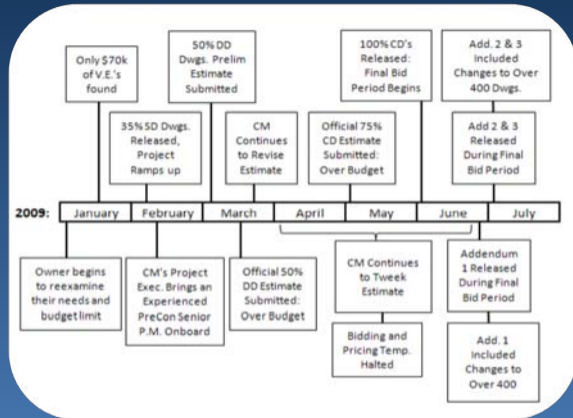 Only $70k
of V.E.'s
found
50% DD
Dwgs. Prelim
Estimate
Submitted
100% CD's
Released:
Final Bid
Period Begins
Add. 2 & 3
Included
Changes to Over
400 Dwgs.
35% SD Dwgs.
Released,
Project
Ramps up
CM
Continues
to Revise
Estimate
Official 75%
CD Estimate
Submitted:
Over Budget
Add 2 & 3
Released
During Final
Bid Period
2009: January February March April May June July
Owner begins
to reexamine
their needs and
budget limit
CM's Project
Exec. Brings an
Experienced
PreCon Senior
P.M. Onboard
Official 50%
DD Estimate
Submitted:
Over Budget
CM Continues
to Tweek
Estimate
Addendum
1 Released
During Final
Bid Period
Bidding and
Pricing Temp.
Halted
Add. 1
Included
Changes to
Over 400